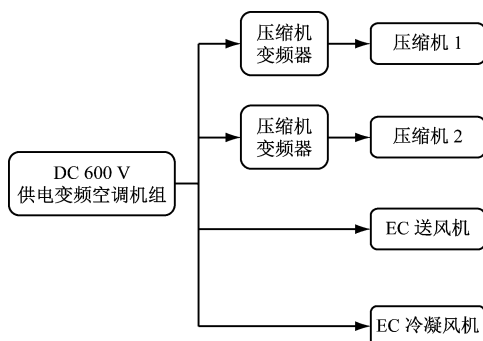 压缩机
变频器
压缩机 1
压缩机
变频器
压缩机 2
DC 600 V
供电变频空调机组
EC 送风机
EC 冷凝风机